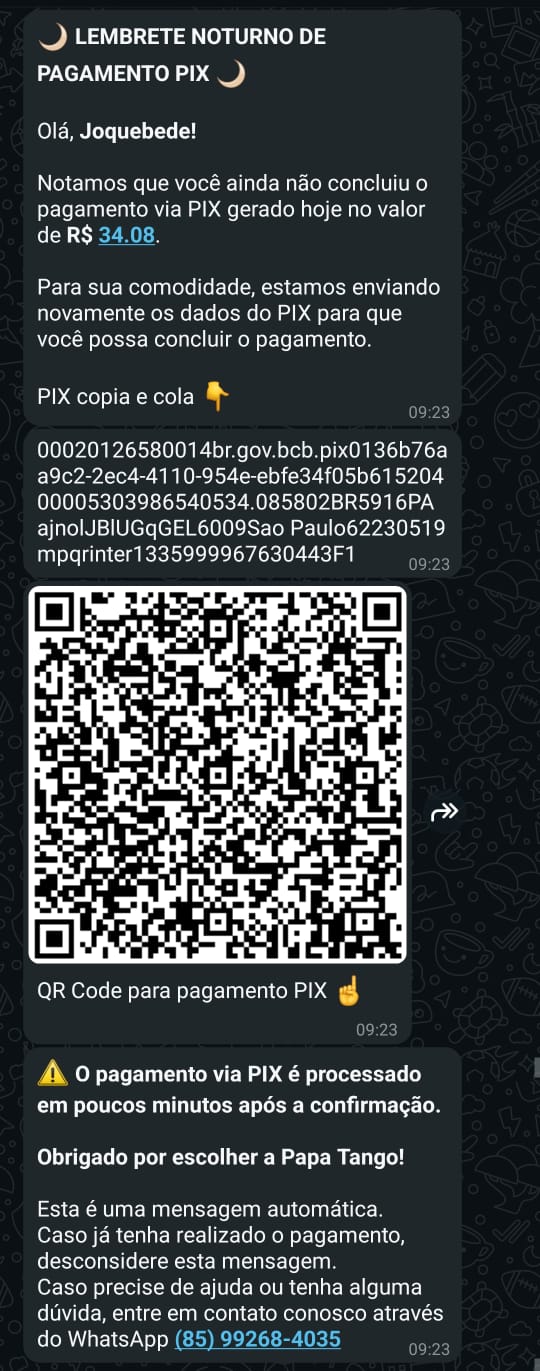 🌙 LEMBRETE NOTURNO DE
PAGAMENTO PIX 🌙
Olá, Joquebede!
Notamos que você ainda não concluiu o
pagamento via PIX gerado hoje no valor
de R$ 34.08.
Para sua comodidade, estamos enviando
novamente os dados do PIX para que
você possa concluir o pagamento.
PIX copia e cola 👇
09:23
00020126580014br.gov.bcb.pix0136b76a
a9c2-2ec4-4110-954e-ebfe34f05b615204
00005303986540534.085802BR5916PA
ajnolJBlUGqGEL6009Sao Paulo62230519
mpqrinter1335999967630443F1
09:23
QR Code para pagamento PIX ☝
09:23
⚠ O pagamento via PIX é processado
em poucos minutos após a confirmação.
Obrigado por escolher a Papa Tango!
Esta é uma mensagem automática.
Caso já tenha realizado o pagamento,
desconsidere esta mensagem.
Caso precise de ajuda ou tenha alguma
dúvida, entre em contato conosco através
do WhatsApp (85) 99268-4035
09:23